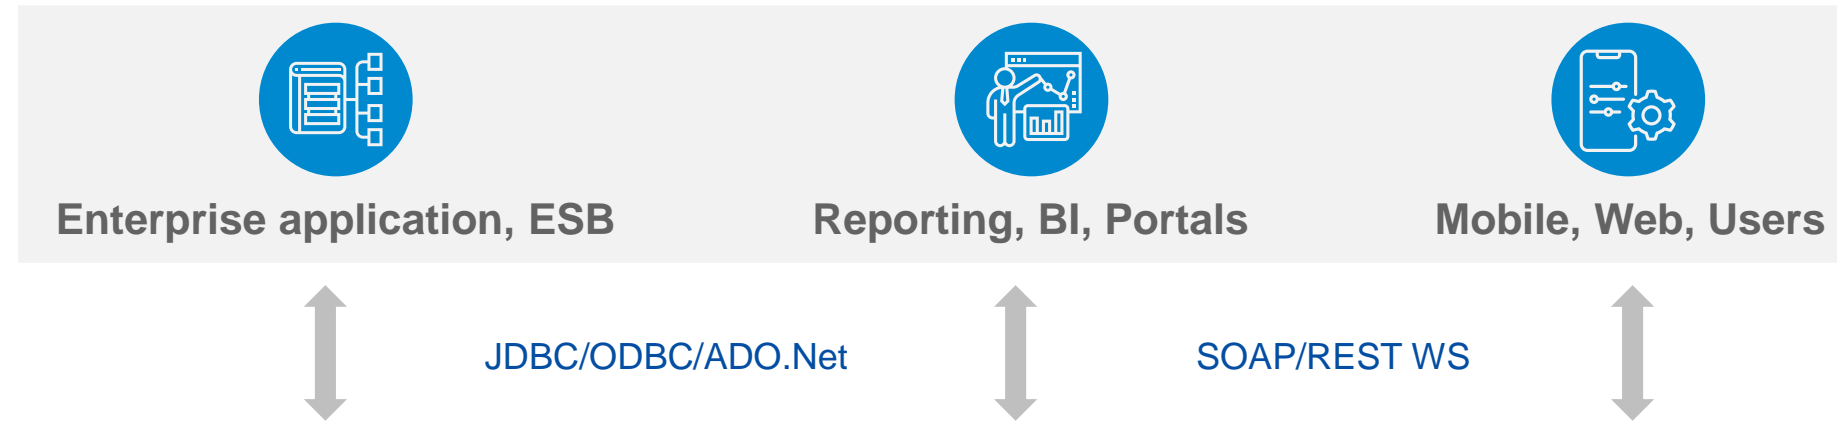 Enterprise application, ESB
Reporting, BI, Portals
Mobile, Web, Users
JDBC/ODBC/ADO.Net
SOAP/REST WS